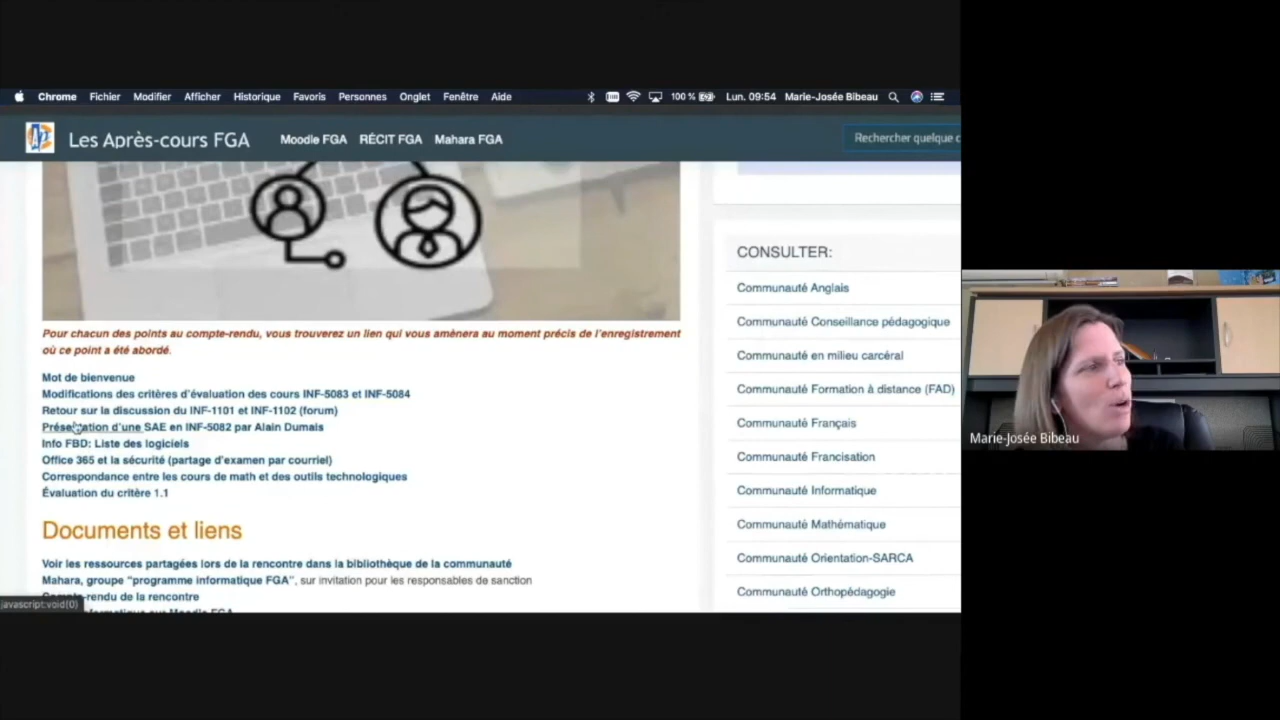 Chrome Fichier Modifier Afficher Historique Favoris Personnes Onglet Fenêtre Aide 100 % Lun. 09:54 Marie-Josée Bibeau
Les Après-cours FGA Moodle FGA RÉCIT FGA Mahara FGA Rechercher quelque
Pour chacun des points au compte-rendu, vous trouverez un lien qui vous amènera au moment précis de l'enregistrement
où ce point a été abordé.
Mot de bienvenue
Modifications des critères d'évaluation des cours INF-5083 et INF-5084
Retour sur la discussion du INF-1101 et INF-1102 (forum)
Présentation d'une SAE en INF-5082 par Alain Dumais
Info FBD: Liste des logiciels
Office 365 et la sécurité (partage d'examen par courriel)
Correspondance entre les cours de math et des outils technologiques
Évaluation du critère 1.1
Documents et liens
Voir les ressources partagées lors de la rencontre dans la bibliothèque de la communauté
Mahara, groupe "programme informatique FGA", sur invitation pour les responsables de sanction
Compte-rendu de la rencontre
javascript:void(0)
informatique sur Moodle FGA
CONSULTER:
Communauté Anglais
Communauté Conseillance pédagogique
Communauté en milieu carcéral
Communauté Formation à distance (FAD)
Communauté Français
Communauté Francisation
Communauté Informatique
Communauté Mathématique
Communauté Orientation-SARCA
Communauté Orthopédagogie
Marie-Josée Bibeau